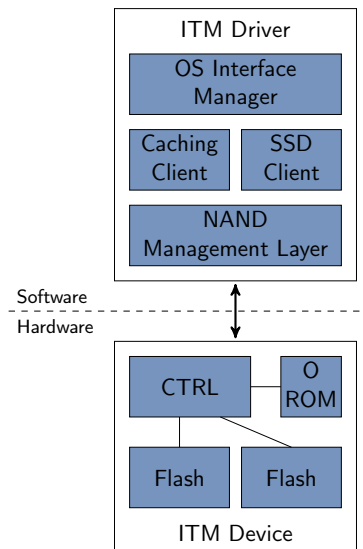 ITM Driver
OS Interface
Manager
Caching
Client
SSD
Client
NAND
Management Layer
Software
Hardware
CTRL
O
ROM
Flash
Flash
ITM Device